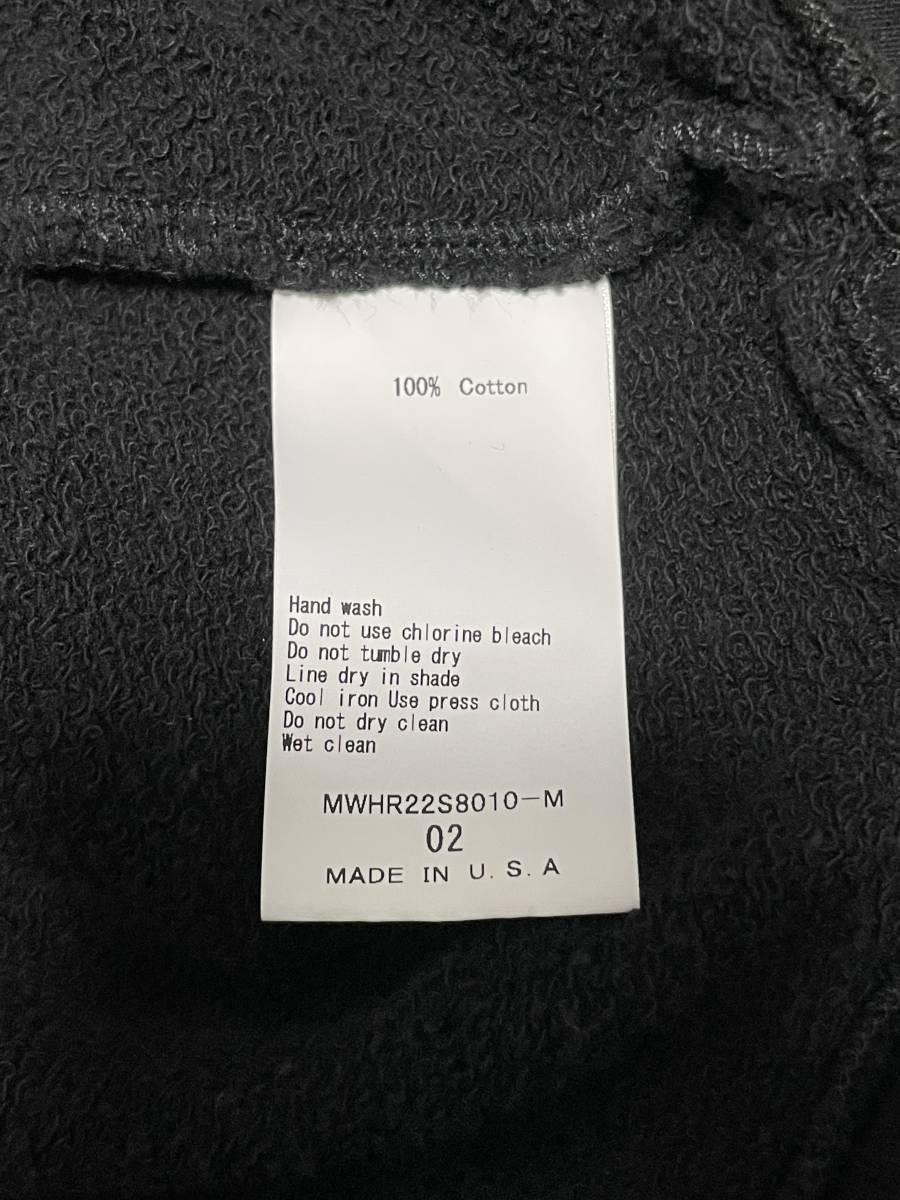 100% Cotton
Hand wash
Do not use chlorine bleach
Do not tumble dry
Line dry in shade
Cool iron Use press cloth
Do not dry clean
Wet clean
MWHR22S8010-M
02
MADE IN U.S.A